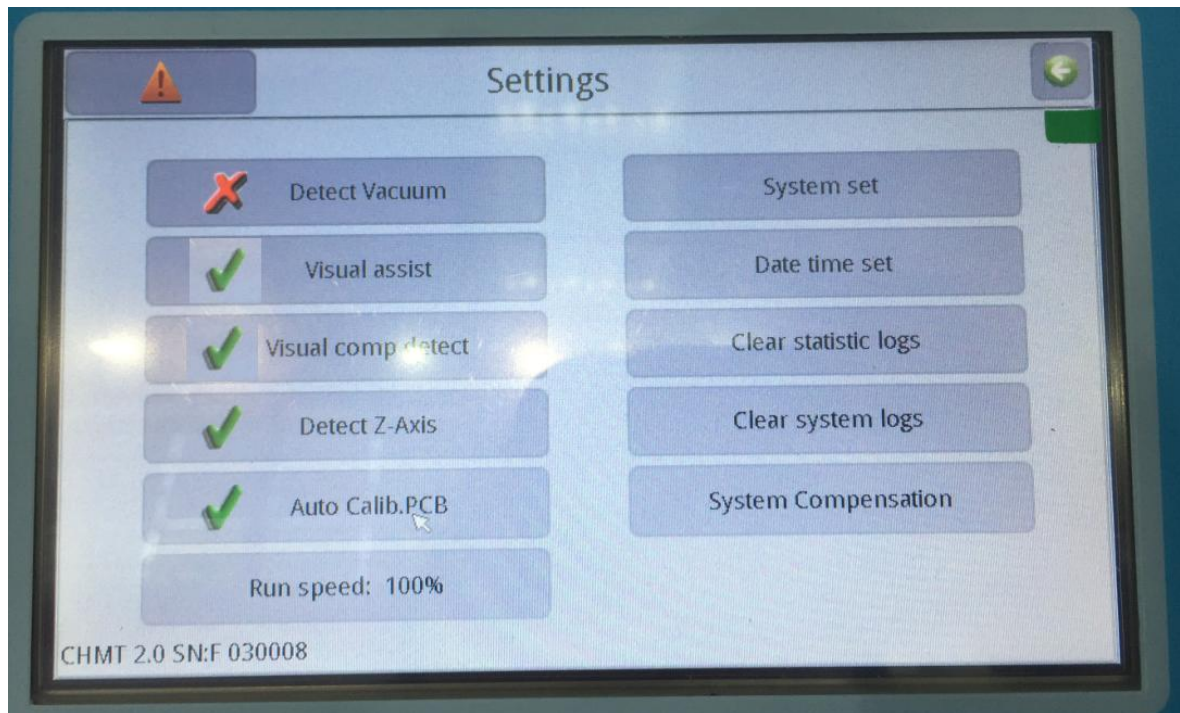 Settings
Detect Vacuum
Visual assist
Visual comp detect
Detect Z-Axis
Auto Calib.PCB
Run speed: 100%
System set
Date time set
Clear statistic logs
Clear system logs
System Compensation
CHMT 2.0 SN:F 030008